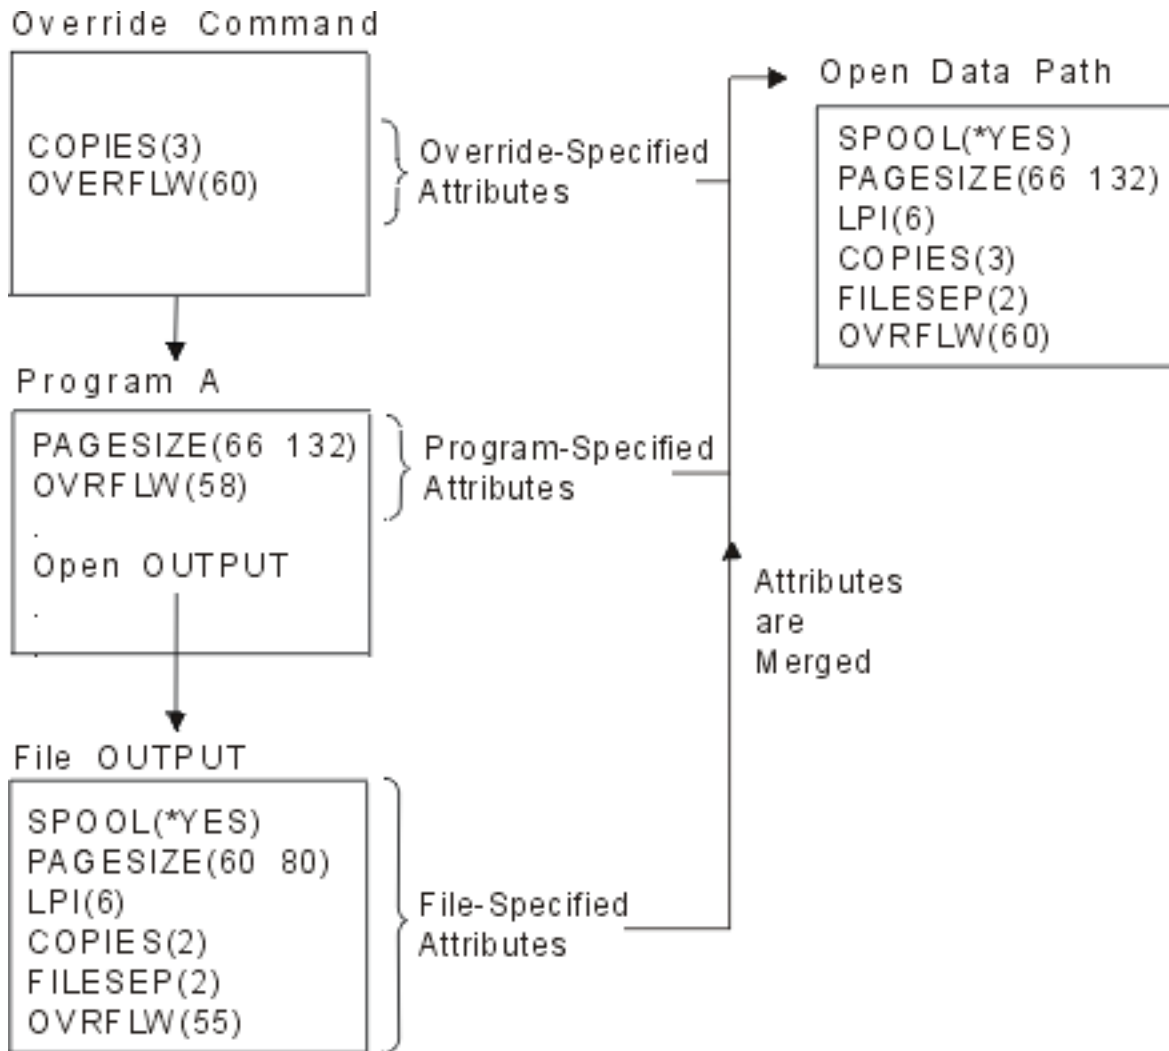 Override Command
COPIES(3)
OVERFLW(60)
Override-Specified
Attributes
Program A
PAGESIZE(66 132)
OVRFLW(58)
.
Open OUTPUT
.
.
Program-Specified
Attributes
File OUTPUT
SPOOL(*YES)
PAGESIZE(60 80)
LPI(6)
COPIES(2)
FILESEP(2)
OVRFLW(55)
File-Specified
Attributes
Attributes
are
Merged
Open Data Path
SPOOL(*YES)
PAGESIZE(66 132)
LPI(6)
COPIES(3)
FILESEP(2)
OVRFLW(60)